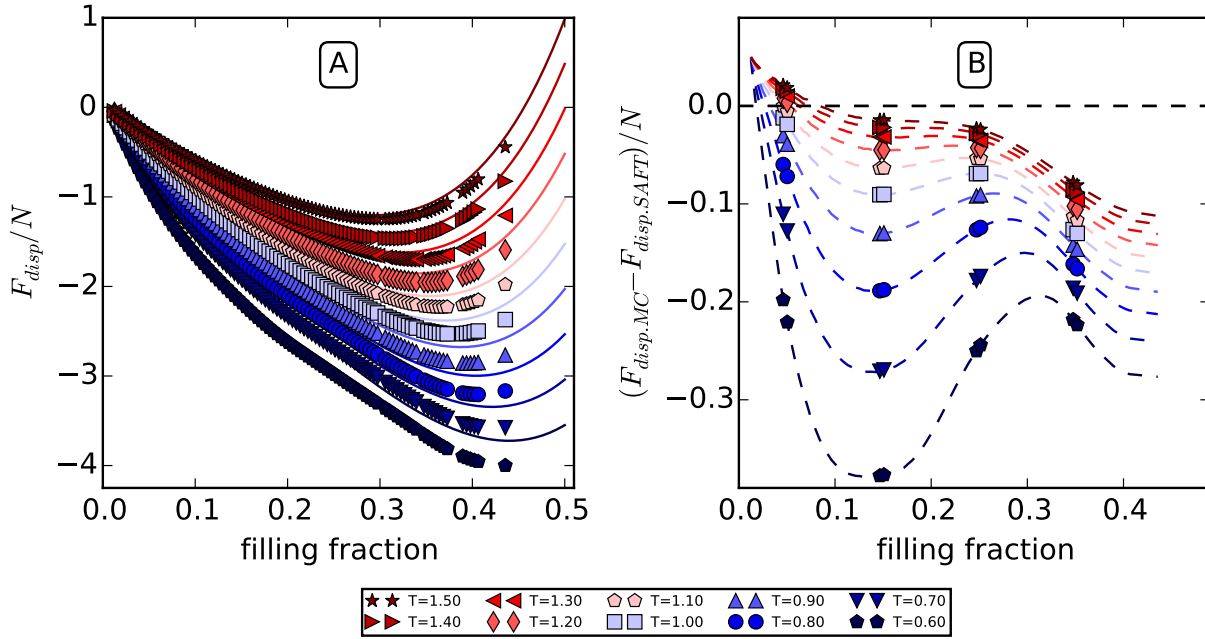 A
1
0
−1
−2
−3
−4
F_disp/N
0.0 0.1 0.2 0.3 0.4 0.5
filling fraction
B
0.0
−0.1
−0.2
−0.3
(F_disp.MC − F_disp.SAFT)/N
0.0 0.1 0.2 0.3 0.4
filling fraction
T=1.50 T=1.30 T=1.10 T=0.90 T=0.70
T=1.40 T=1.20 T=1.00 T=0.80 T=0.60